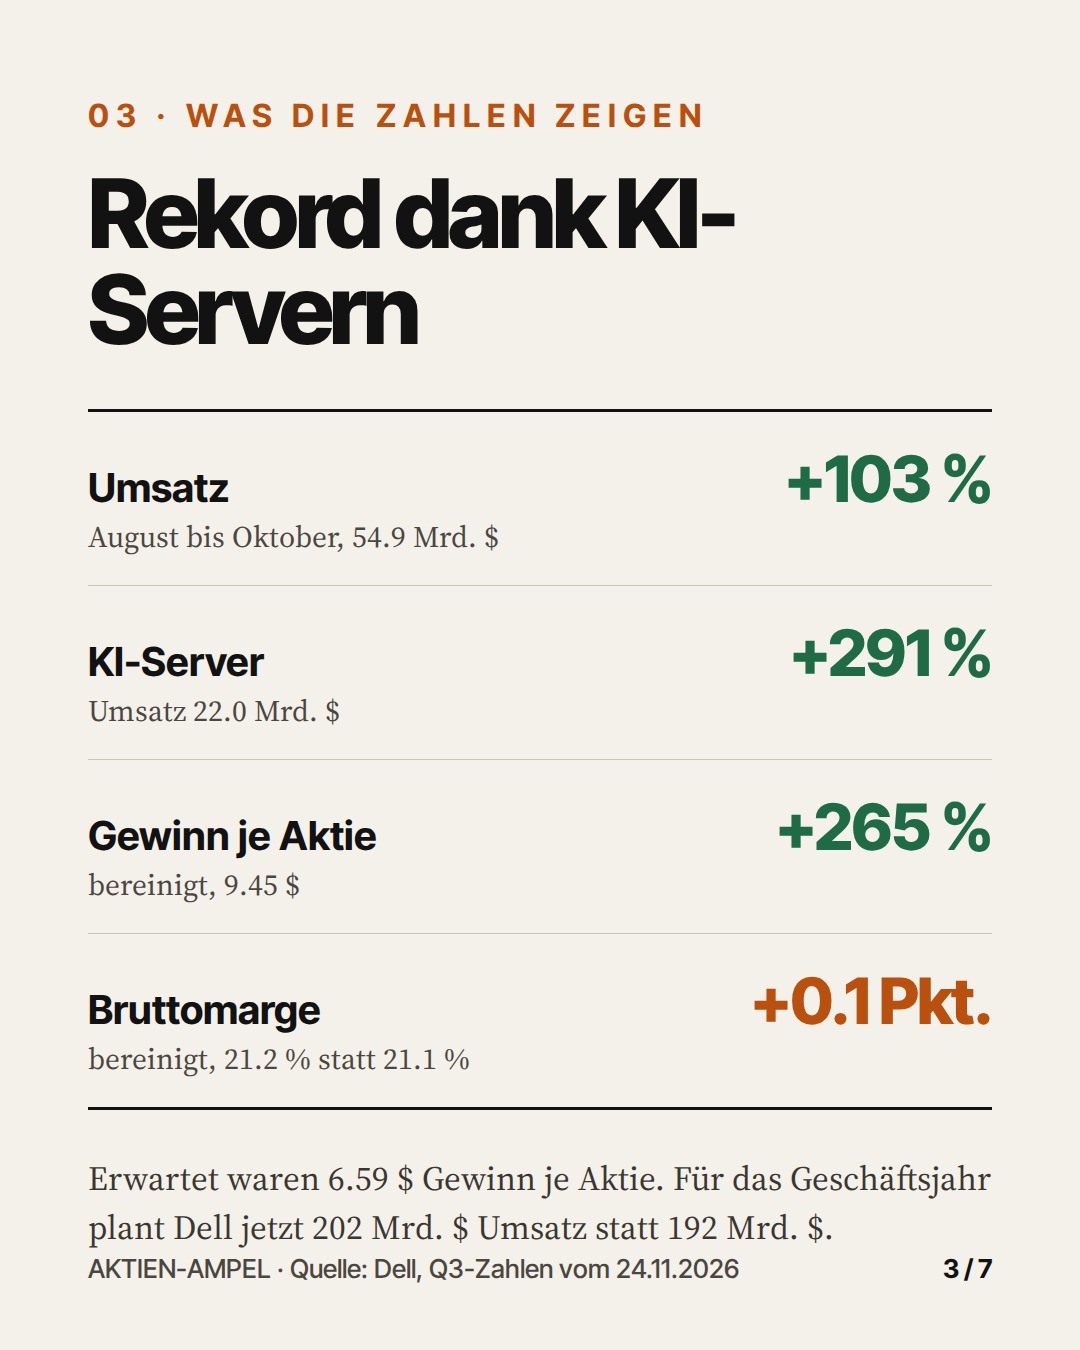 03 · WAS DIE ZAHLEN ZEIGEN
Rekord dank KI-
Servern
Umsatz
+103 %
August bis Oktober, 54.9 Mrd. $
KI-Server
+291 %
Umsatz 22.0 Mrd. $
Gewinn je Aktie
+265 %
bereinigt, 9.45 $
Bruttomarge
+0.1 Pkt.
bereinigt, 21.2 % statt 21.1 %
Erwartet waren 6.59 $ Gewinn je Aktie. Für das Geschäftsjahr
plant Dell jetzt 202 Mrd. $ Umsatz statt 192 Mrd. $.
AKTIEN-AMPEL · Quelle: Dell, Q3-Zahlen vom 24.11.2026
3 / 7